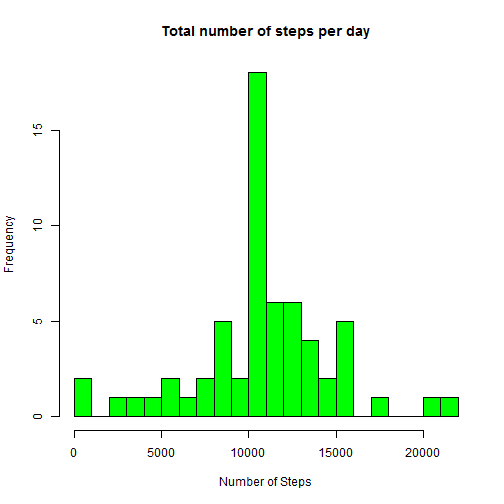 Total number of steps per day
Frequency
15
10
5
0
0 5000 10000 15000 20000
Number of Steps